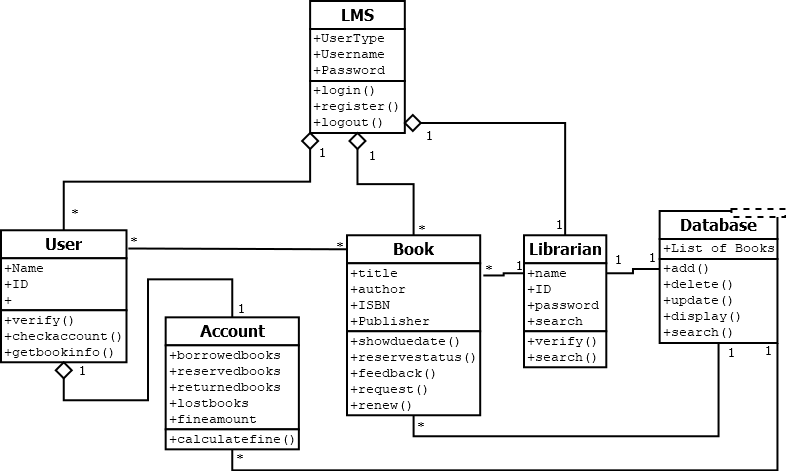 LMS
+UserType
+Username
+Password
+login()
+register()
+logout()
1
1
1
*
*
1
User
+Name
+ID
+
+verify()
+checkaccount()
+getbookinfo()
*
*
1
Account
+borrowedbooks
+reservedbooks
+returnedbooks
+lostbooks
+fineamount
+calculatefine()
1
*
Book
+title
+author
+ISBN
+Publisher
+showduedate()
+reservestatus()
+feedback()
+request()
+renew()
*
1
*
Librarian
+name
+ID
+password
+search
+verify()
+search()
1
1
Database
+List of Books
+add()
+delete()
+update()
+display()
+search()
1
1